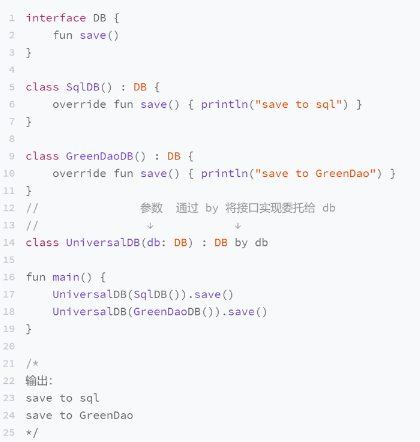 1 interface DB {
2     fun save()
3 }
4
5 class SqlDB() : DB {
6     override fun save() { println("save to sql") }
7 }
8
9 class GreenDaoDB() : DB {
10     override fun save() { println("save to GreenDao") }
11 }
12 //               参数  通过 by 将接口实现委托给 db
13 //                ↓            ↓
14 class UniversalDB(db: DB) : DB by db
15
16 fun main() {
17     UniversalDB(SqlDB()).save()
18     UniversalDB(GreenDaoDB()).save()
19 }
20
21 /*
22 输出：
23 save to sql
24 save to GreenDao
25 */